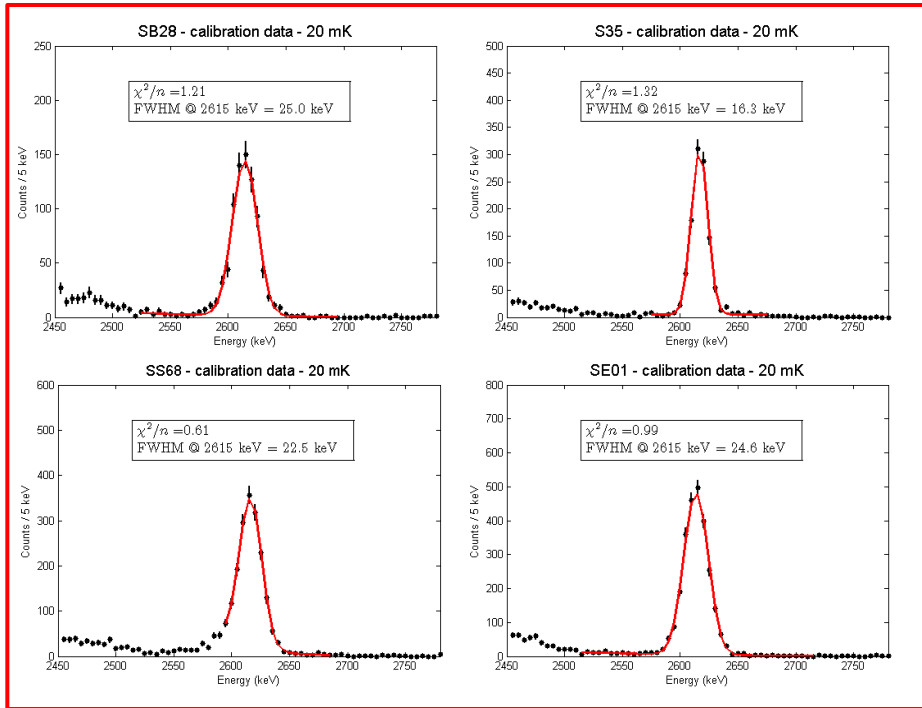 SB28 - calibration data - 20 mK
250
200
150
100
50
0
Counts / 5 keV
χ²/n =1.21
FWHM @ 2615 keV = 25.0 keV
2450 2500 2550 2600 2650 2700 2750
Energy (keV)
S35 - calibration data - 20 mK
500
450
400
350
300
250
200
150
100
50
0
Counts / 5 keV
χ²/n =1.32
FWHM @ 2615 keV = 16.3 keV
2450 2500 2550 2600 2650 2700 2750
Energy (keV)
SS68 - calibration data - 20 mK
600
500
400
300
200
100
0
Counts / 5 keV
χ²/n =0.61
FWHM @ 2615 keV = 22.5 keV
2450 2500 2550 2600 2650 2700 2750
Energy (keV)
SE01 - calibration data - 20 mK
800
700
600
500
400
300
200
100
0
Counts / 5 keV
χ²/n =0.99
FWHM @ 2615 keV = 24.6 keV
2450 2500 2550 2600 2650 2700 2750
Energy (keV)